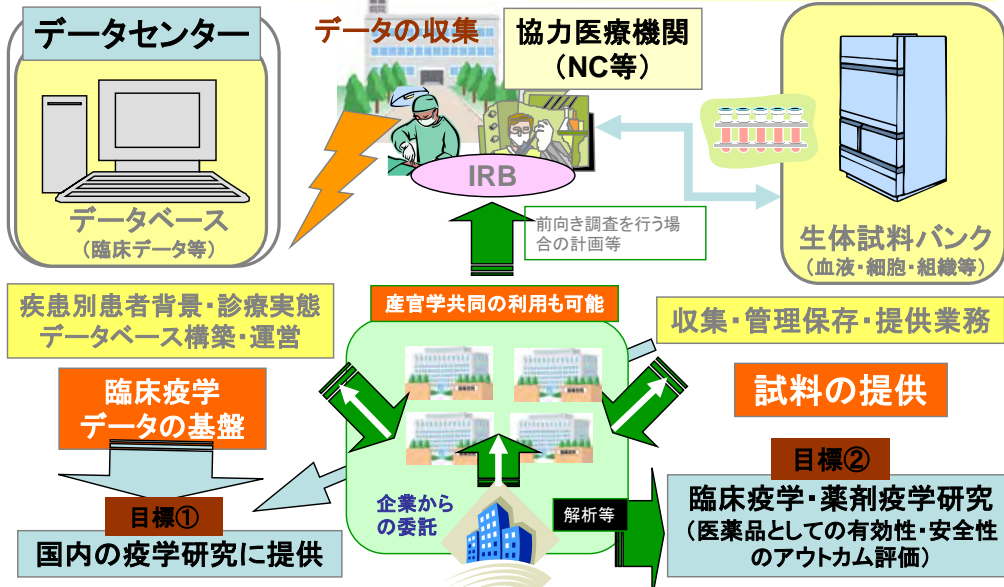 データセンター
データの収集
協力医療機関
(NC等)
IRB
データベース
(臨床データ等)
前向き調査を行う場
合の計画等
生体試料バンク
(血液・細胞・組織等)
疾患別患者背景・診療実態
データベース構築・運営
産官学共同の利用も可能
収集・管理保存・提供業務
臨床疫学
データの基盤
試料の提供
目標①
国内の疫学研究に提供
企業から
の委託
解析等
目標②
臨床疫学・薬剤疫学研究
(医薬品としての有効性・安全性
のアウトカム評価)